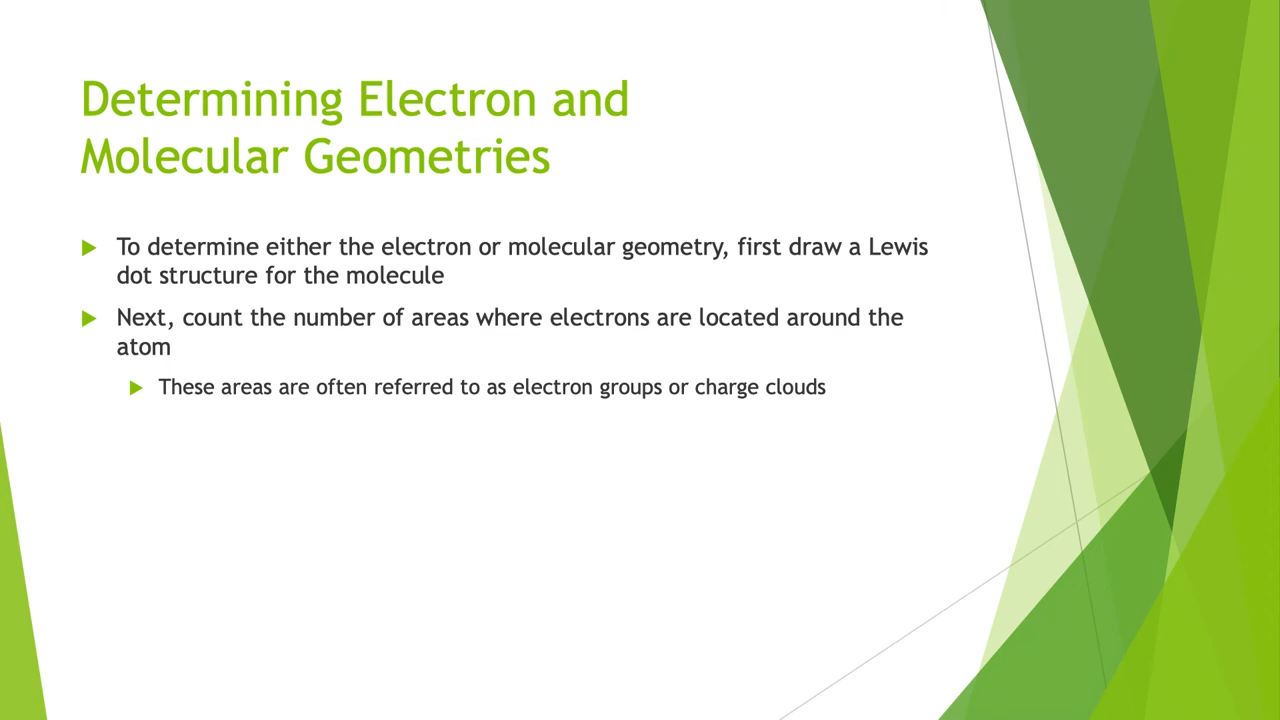 Determining Electron and
Molecular Geometries
To determine either the electron or molecular geometry, first draw a Lewis
dot structure for the molecule
Next, count the number of areas where electrons are located around the
atom
These areas are often referred to as electron groups or charge clouds